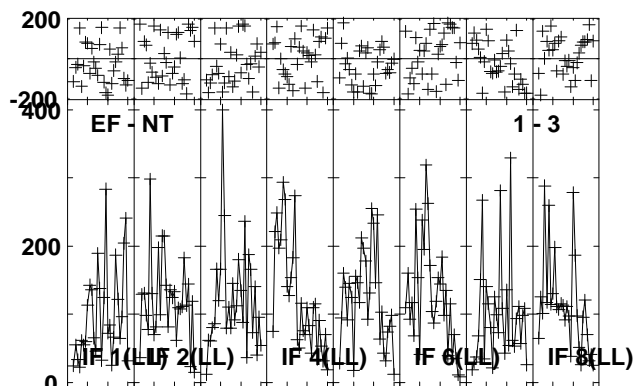 200
-200
400
EF - NT 1 - 3
200
0
IF 1(LL) IF 2(LL) IF 4(LL) IF 6(LL) IF 8(LL)